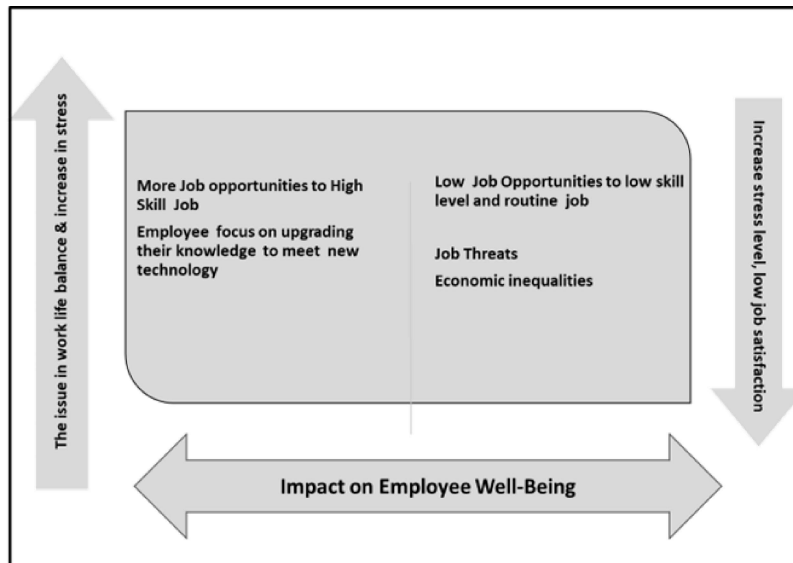 The issue in work life balance & increase in stress
More Job opportunities to High
Skill Job
Employee focus on upgrading
their knowledge to meet new
technology
Low Job Opportunities to low skill
level and routine job
Job Threats
Economic inequalities
Increase stress level, low job satisfaction
Impact on Employee Well-Being